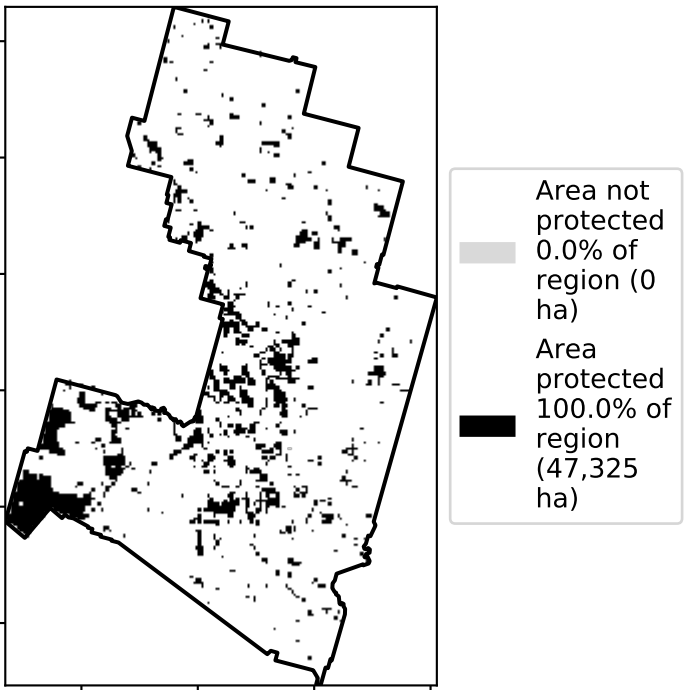 Area not
protected
0.0% of
region (0
ha)
Area
protected
100.0% of
region
(47,325
ha)